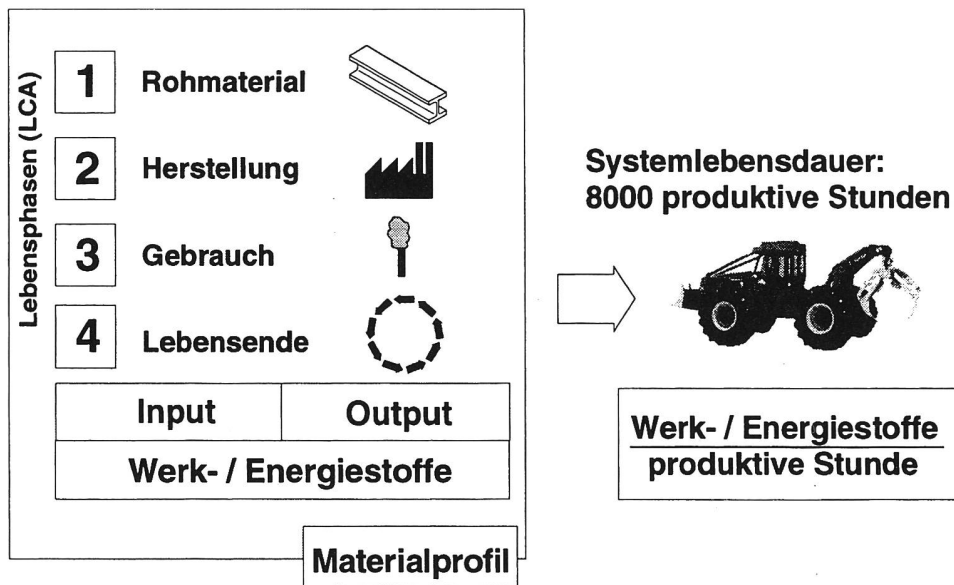 Lebensphasen (LCA)
1 Rohmaterial
2 Herstellung
3 Gebrauch
4 Lebensende
Input Output
Werk- / Energiestoffe
Materialprofil
Systemlebensdauer:
8000 produktive Stunden
Werk- / Energiestoffe
produktive Stunde